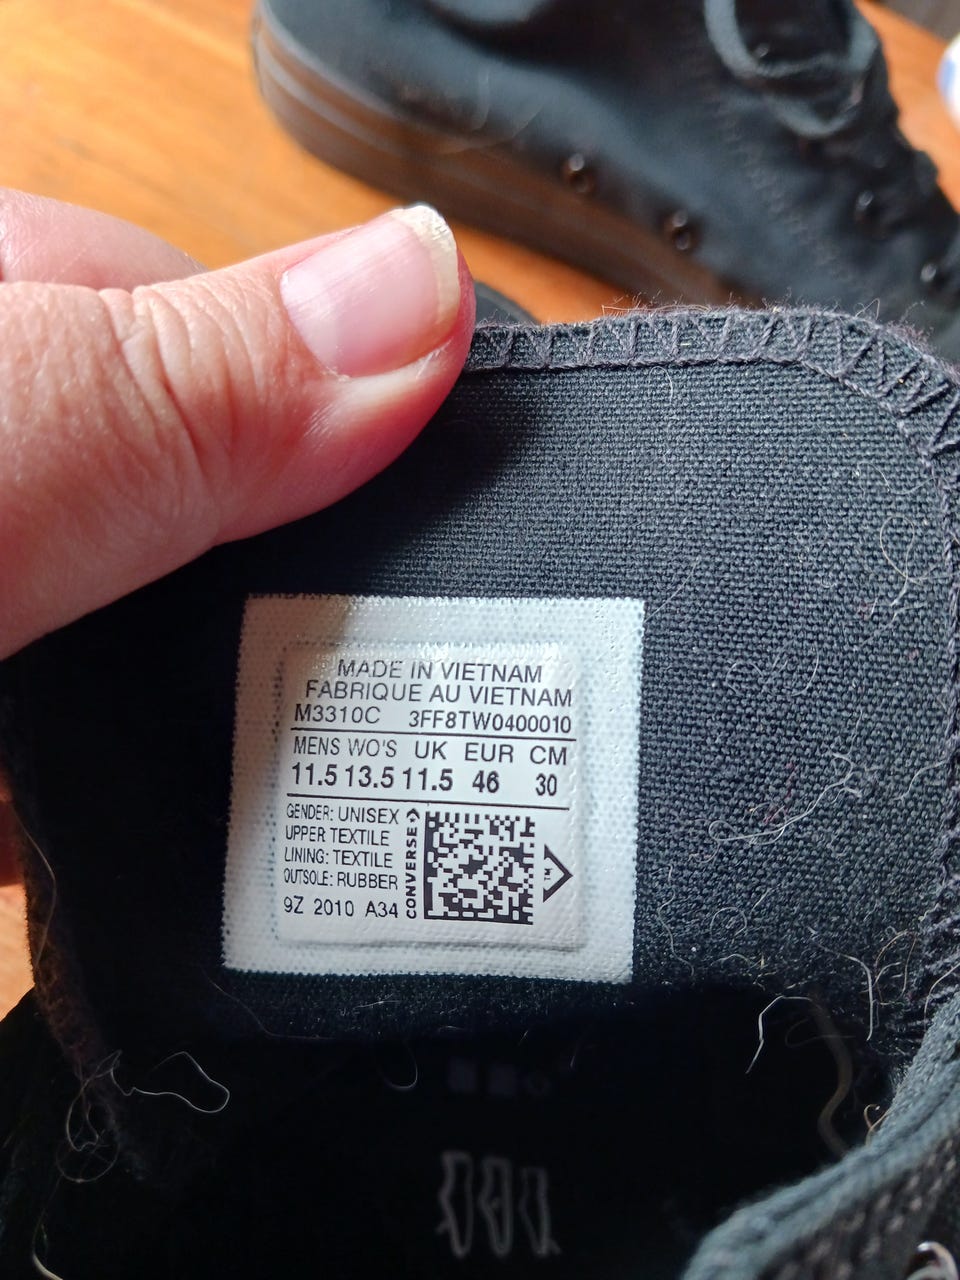 MADE IN VIETNAM
FABRIQUE AU VIETNAM
M3310C 3FF8TW0400010
MENS WO'S UK EUR CM
11.5 13.5 11.5 46 30
GENDER: UNISEX
UPPER TEXTILE
LINING: TEXTILE
OUTSOLE: RUBBER
9Z 2010 A34
CONVERSE
TM